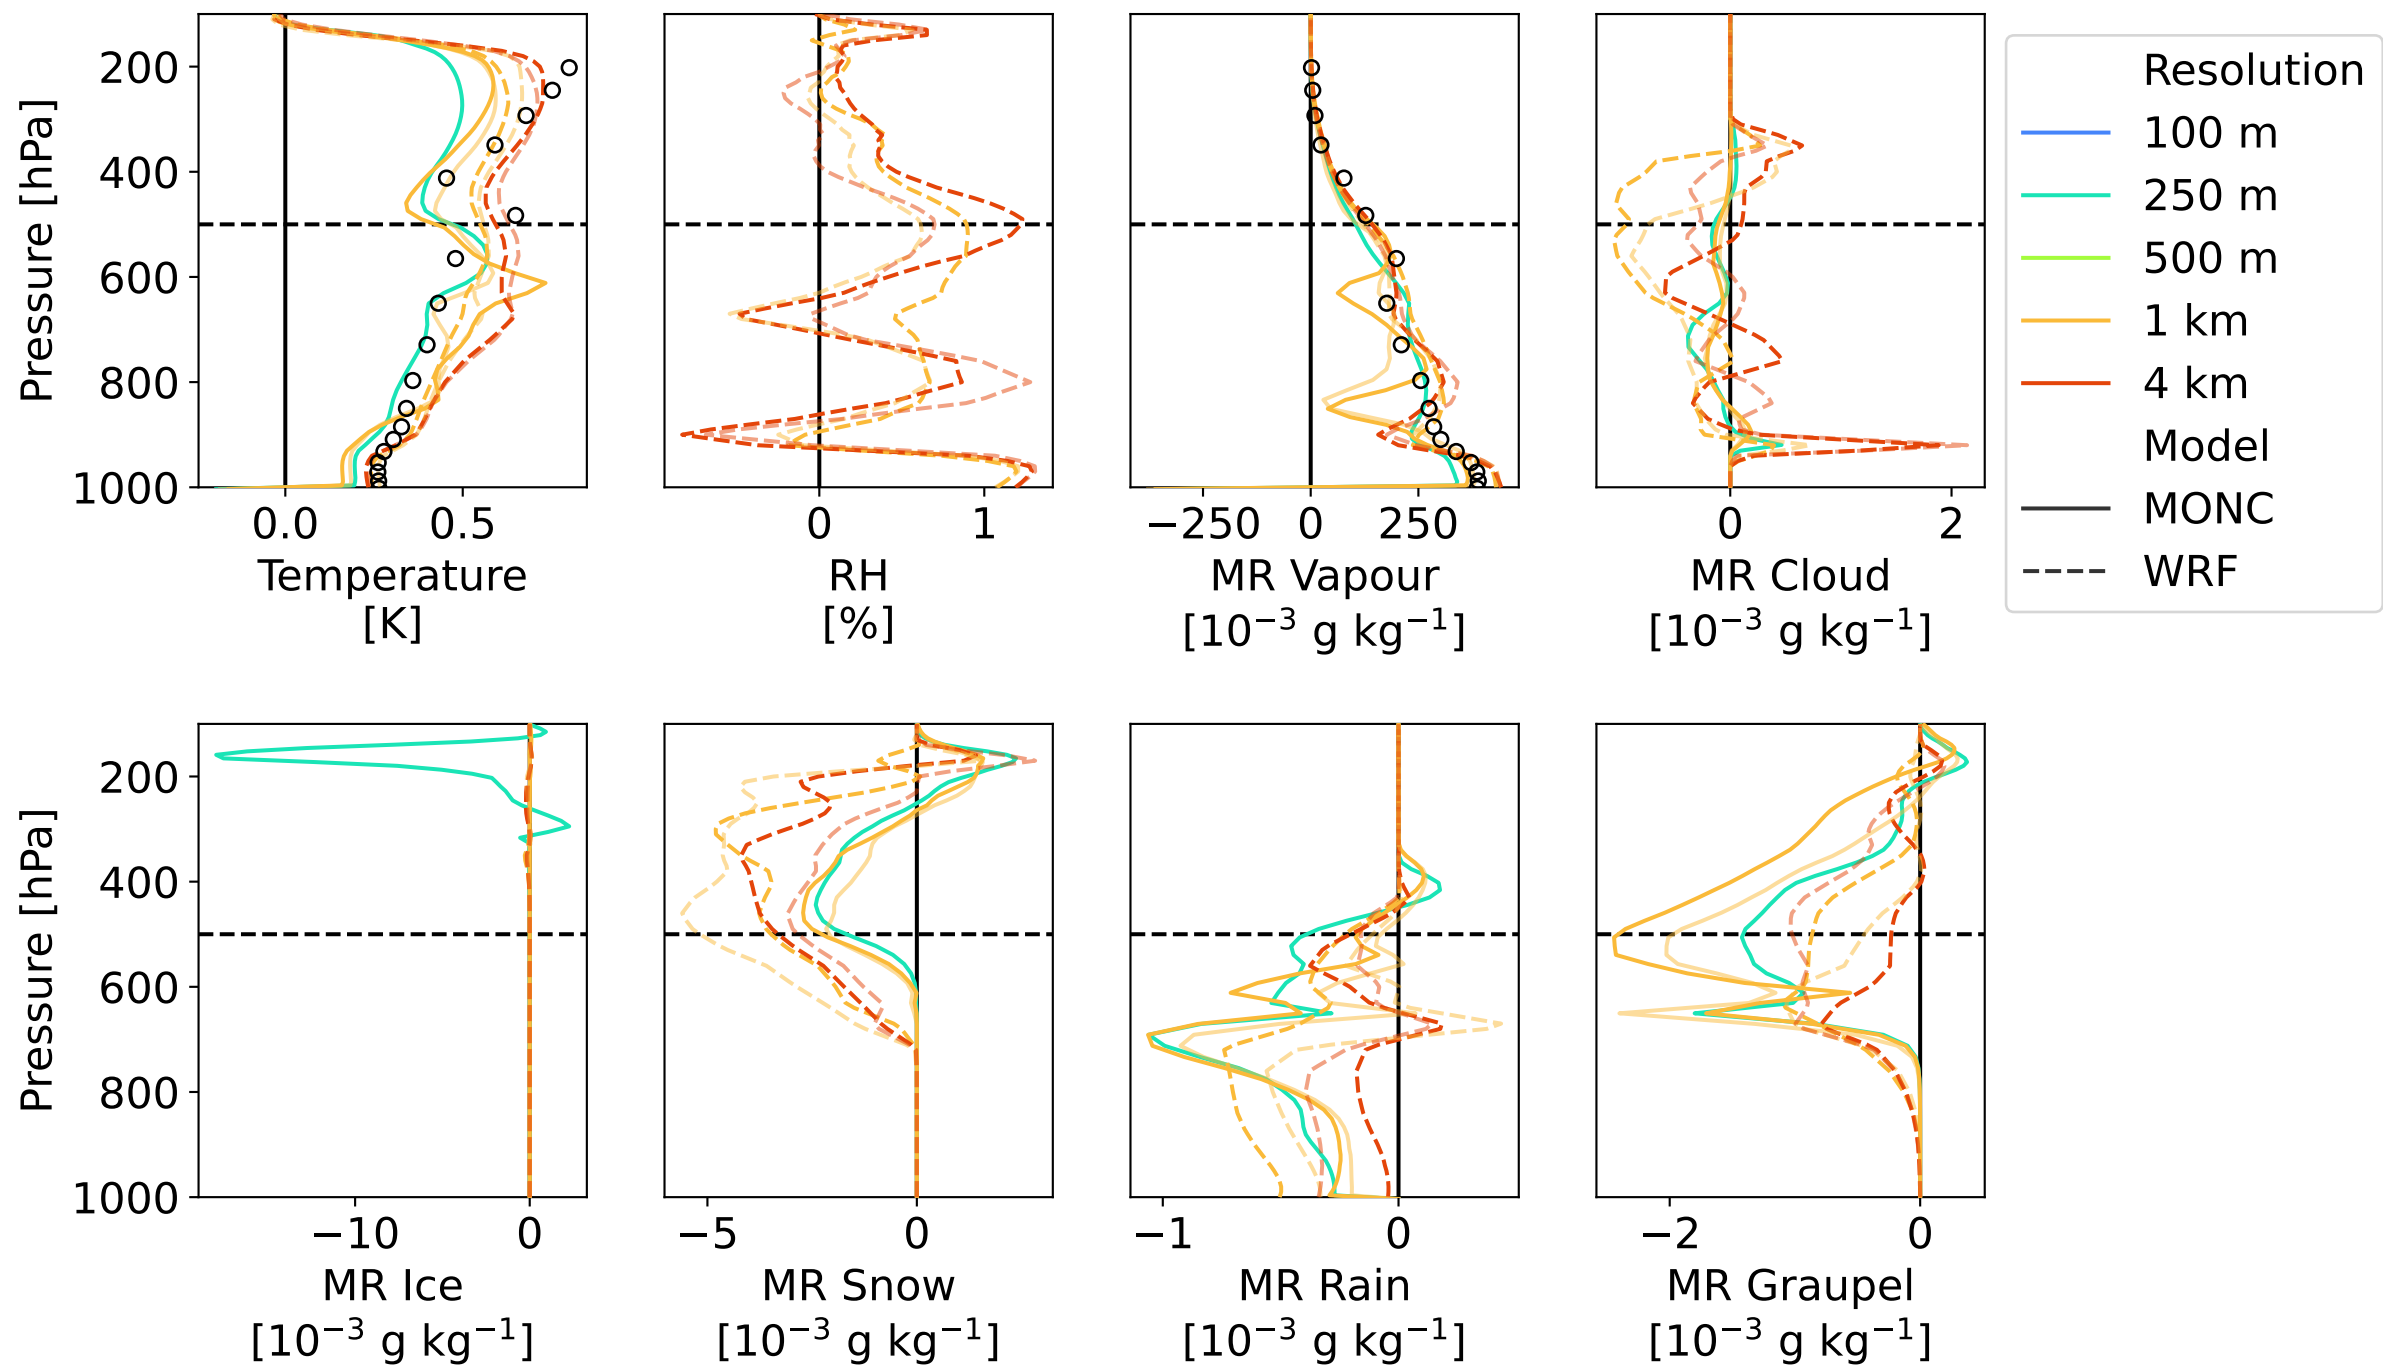 Pressure [hPa]
200
400
600
800
1000
0.0 0.5
Temperature
[K]
0 1
RH
[%]
−250 0 250
MR Vapour
[10⁻³ g kg⁻¹]
0 2
MR Cloud
[10⁻³ g kg⁻¹]
Resolution
100 m
250 m
500 m
1 km
4 km
Model
MONC
WRF
Pressure [hPa]
200
400
600
800
1000
−10 0
MR Ice
[10⁻³ g kg⁻¹]
−5 0
MR Snow
[10⁻³ g kg⁻¹]
−1 0
MR Rain
[10⁻³ g kg⁻¹]
−2 0
MR Graupel
[10⁻³ g kg⁻¹]